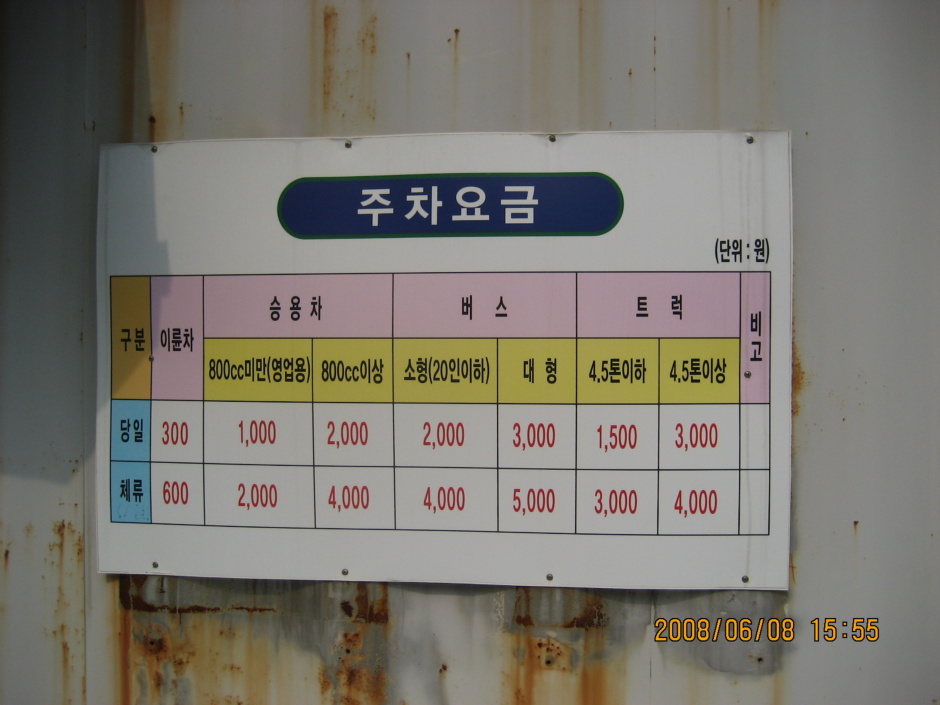 주차요금
(단위 : 원)
구분 이륜차 승용차 버스 트럭 비고
800cc미만(영업용) 800cc이상 소형(20인이하) 대형 4.5톤이하 4.5톤이상
당일 300 1,000 2,000 2,000 3,000 1,500 3,000
체류 600 2,000 4,000 4,000 5,000 3,000 4,000
2008/06/08 15:55